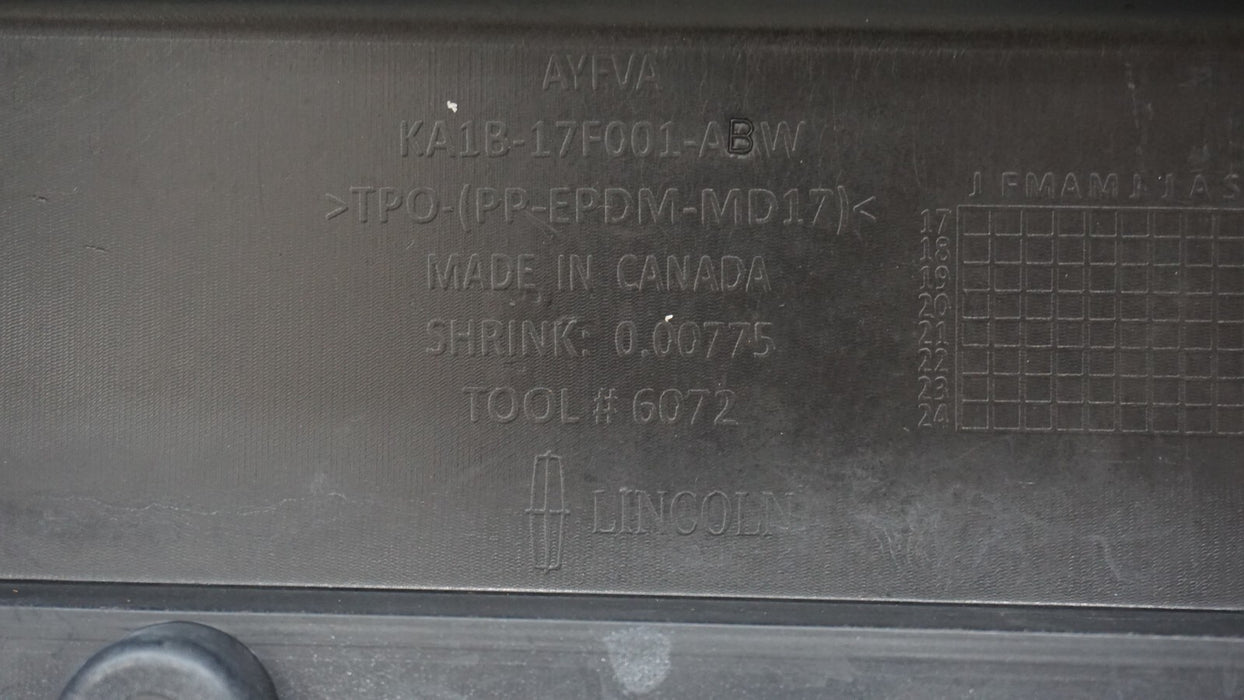 AYFVA
KA1B-17F001-ABW
>TPO-(PP-EPDM-MD17)<
MADE IN CANADA
SHRINK: 0.00775
TOOL # 6072
LINCOLN
J F M A M J J A S
17
18
19
20
21
22
23
24